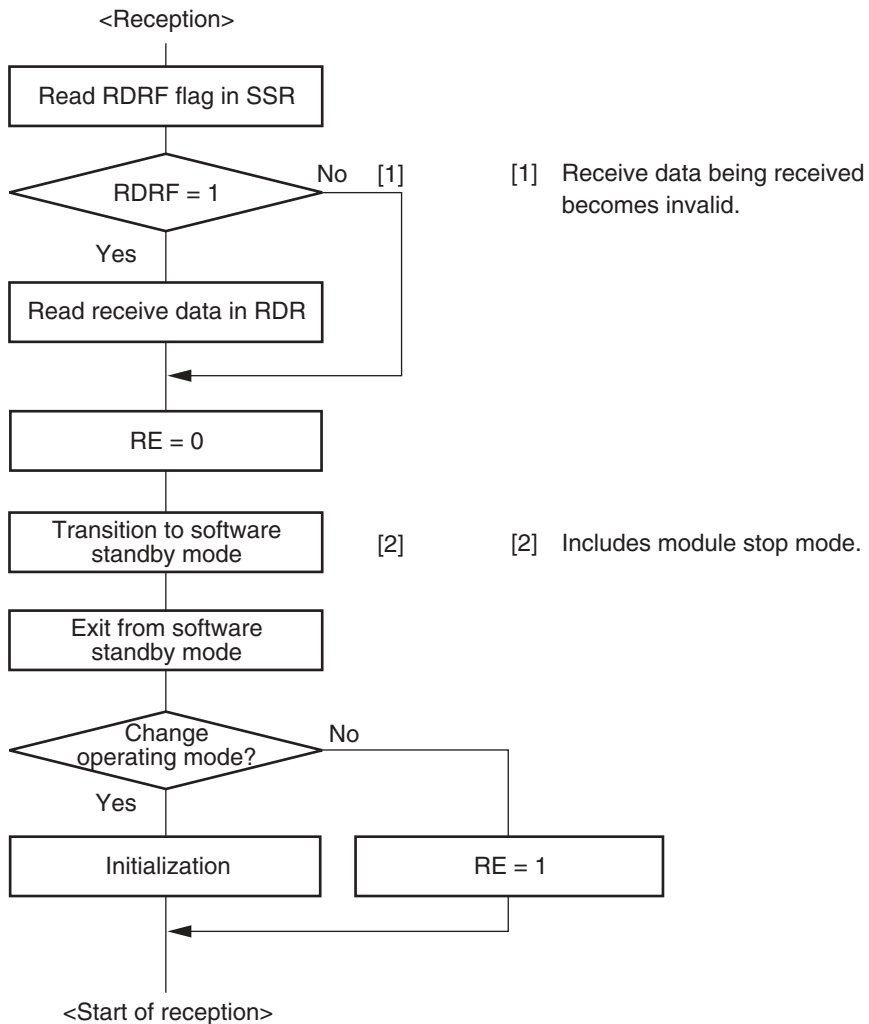 <Reception>
Read RDRF flag in SSR
RDRF = 1
No
[1]
[1] Receive data being received
becomes invalid.
Yes
Read receive data in RDR
RE = 0
Transition to software
standby mode
[2]
[2] Includes module stop mode.
Exit from software
standby mode
Change
operating mode?
No
Yes
Initialization
RE = 1
<Start of reception>